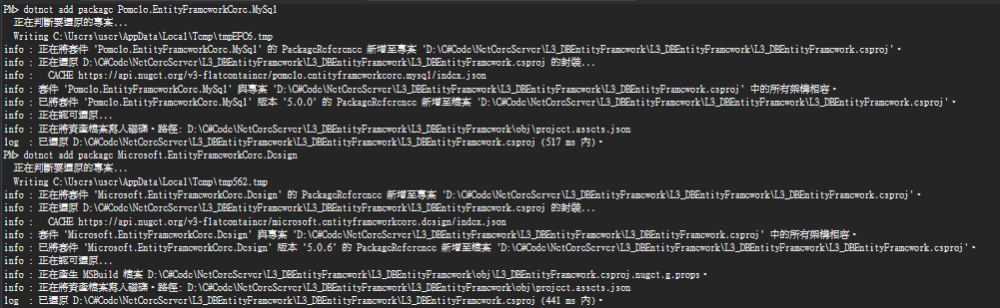 PM> dotnet add package Pomelo.EntityFrameworkCore.MySql
正在判斷要還原的專案...
Writing C:\Users\user\AppData\Local\Temp\tmpEFC6.tmp
info : 正在將套件 'Pomelo.EntityFrameworkCore.MySql' 的 PackageReference 新增至專案 'D:\C#Code\NetCoreServer\L3_DBEntityFramework\L3_DBEntityFramework\L3_DBEntityFramework.csproj'。
info : 正在還原 D:\C#Code\NetCoreServer\L3_DBEntityFramework\L3_DBEntityFramework\L3_DBEntityFramework.csproj 的封裝...
info : CACHE https://api.nuget.org/v3-flatcontainer/pomelo.entityframeworkcore.mysql/index.json
info : 套件 'Pomelo.EntityFrameworkCore.MySql' 與專案 'D:\C#Code\NetCoreServer\L3_DBEntityFramework\L3_DBEntityFramework\L3_DBEntityFramework.csproj' 中的所有架構相容。
info : 已將套件 'Pomelo.EntityFrameworkCore.MySql' 版本 '5.0.0' 的 PackageReference 新增至檔案 'D:\C#Code\NetCoreServer\L3_DBEntityFramework\L3_DBEntityFramework\L3_DBEntityFramework.csproj'。
info : 正在認可還原...
info : 正在將資產檔案寫入磁碟。路徑: D:\C#Code\NetCoreServer\L3_DBEntityFramework\L3_DBEntityFramework\obj\project.assets.json
log : 已還原 D:\C#Code\NetCoreServer\L3_DBEntityFramework\L3_DBEntityFramework\L3_DBEntityFramework.csproj (517 ms 內)。
PM> dotnet add package Microsoft.EntityFrameworkCore.Design
正在判斷要還原的專案...
Writing C:\Users\user\AppData\Local\Temp\tmp562.tmp
info : 正在將套件 'Microsoft.EntityFrameworkCore.Design' 的 PackageReference 新增至專案 'D:\C#Code\NetCoreServer\L3_DBEntityFramework\L3_DBEntityFramework\L3_DBEntityFramework.csproj'。
info : 正在還原 D:\C#Code\NetCoreServer\L3_DBEntityFramework\L3_DBEntityFramework\L3_DBEntityFramework.csproj 的封裝...
info : CACHE https://api.nuget.org/v3-flatcontainer/microsoft.entityframeworkcore.design/index.json
info : 套件 'Microsoft.EntityFrameworkCore.Design' 與專案 'D:\C#Code\NetCoreServer\L3_DBEntityFramework\L3_DBEntityFramework\L3_DBEntityFramework.csproj' 中的所有架構相容。
info : 已將套件 'Microsoft.EntityFrameworkCore.Design' 版本 '5.0.6' 的 PackageReference 新增至檔案 'D:\C#Code\NetCoreServer\L3_DBEntityFramework\L3_DBEntityFramework\L3_DBEntityFramework.csproj'。
info : 正在認可還原...
info : 正在產生 MSBuild 檔案 D:\C#Code\NetCoreServer\L3_DBEntityFramework\L3_DBEntityFramework\obj\L3_DBEntityFramework.csproj.nuget.g.props。
info : 正在將資產檔案寫入磁碟。路徑: D:\C#Code\NetCoreServer\L3_DBEntityFramework\L3_DBEntityFramework\obj\project.assets.json
log : 已還原 D:\C#Code\NetCoreServer\L3_DBEntityFramework\L3_DBEntityFramework\L3_DBEntityFramework.csproj (441 ms 內)。